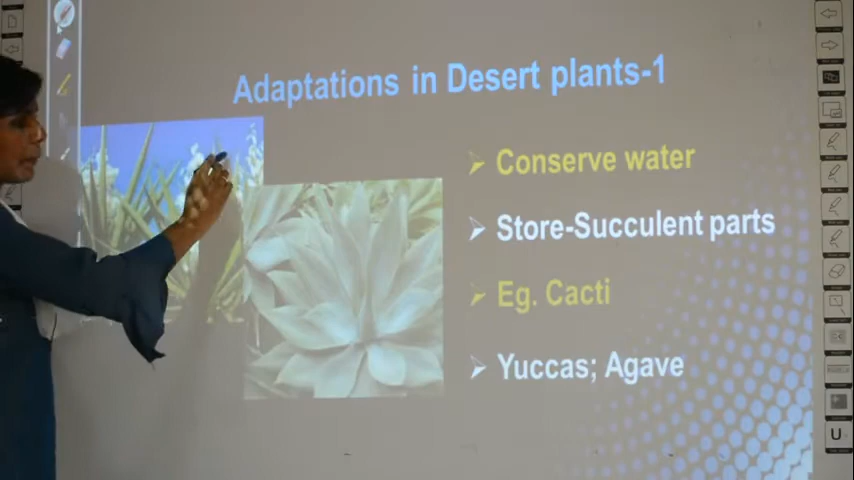 Adaptations in Desert plants-1
Conserve water
Store-Succulent parts
Eg. Cacti
Yuccas; Agave
U